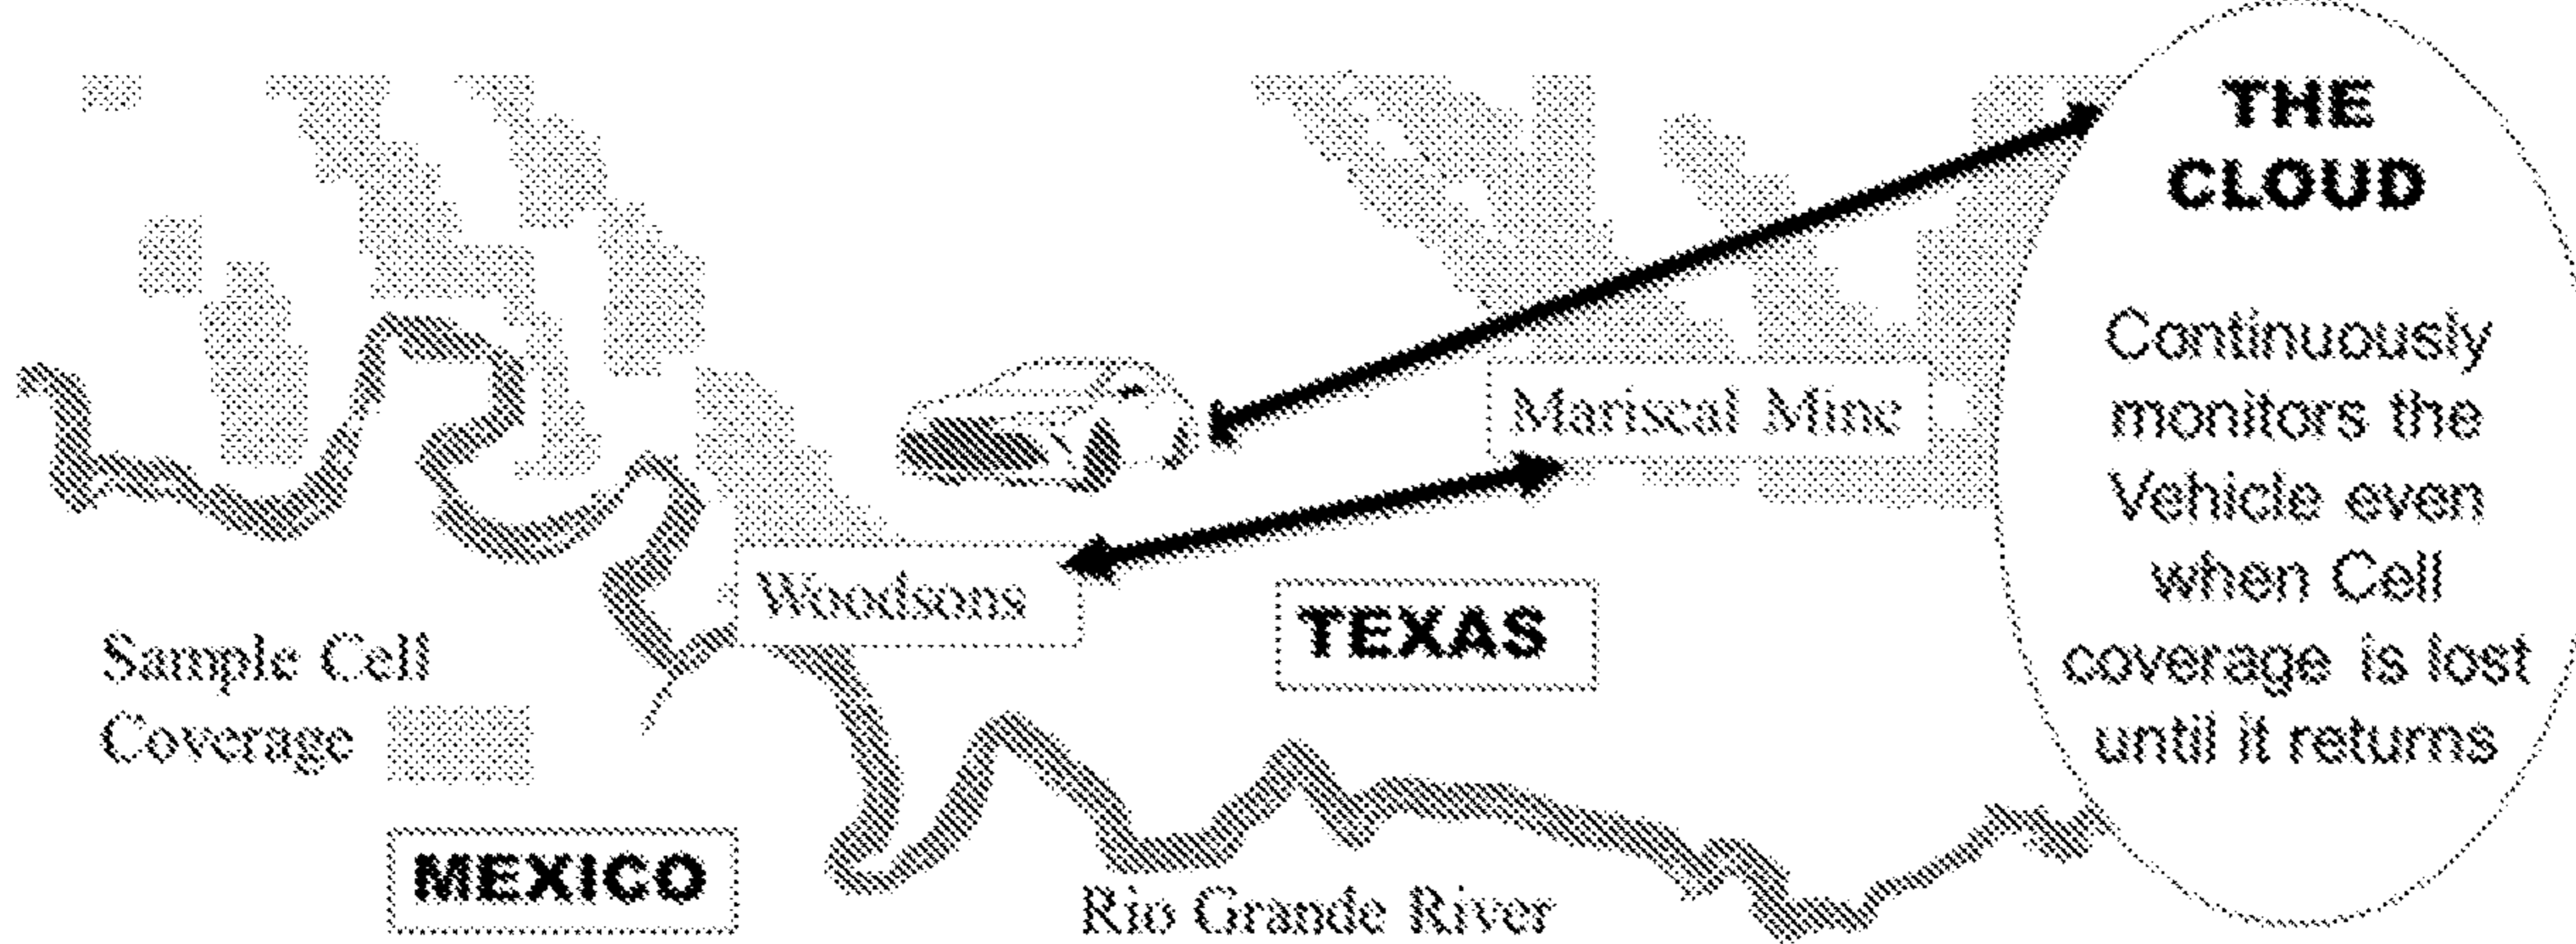 THE
CLOUD
Continuously
monitors the
Vehicle even
when Cell
coverage is lost
until it returns
Mariscal Mine
Woodsons
TEXAS
Sample Cell
Coverage
MEXICO
Rio Grande River